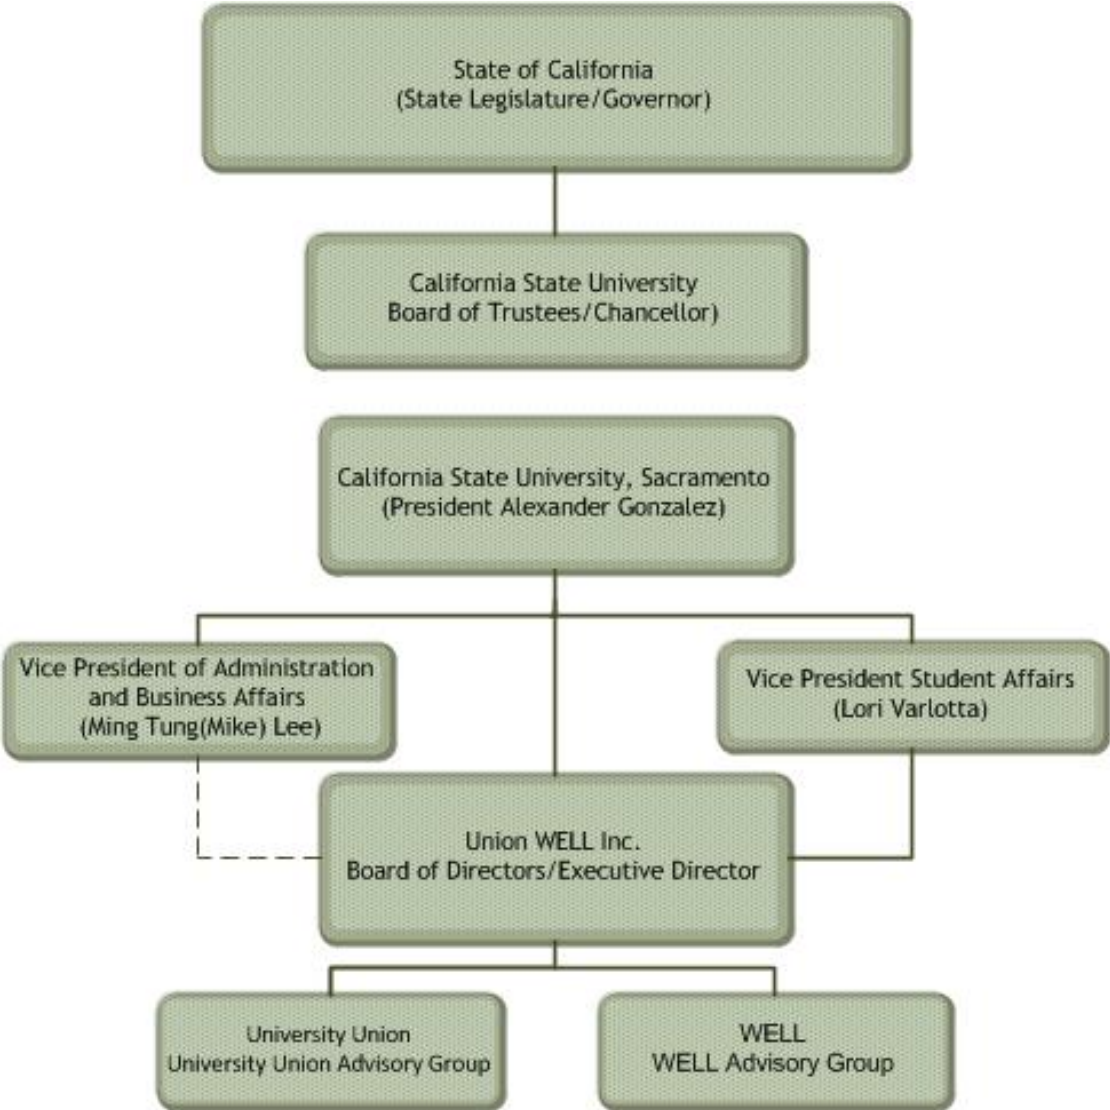 State of California
(State Legislature/Governor)
California State University
Board of Trustees/Chancellor)
California State University, Sacramento
(President Alexander Gonzalez)
Vice President of Administration
and Business Affairs
(Ming Tung(Mike) Lee)
Vice President Student Affairs
(Lori Varlotta)
Union WELL Inc.
Board of Directors/Executive Director
University Union
University Union Advisory Group
WELL
WELL Advisory Group